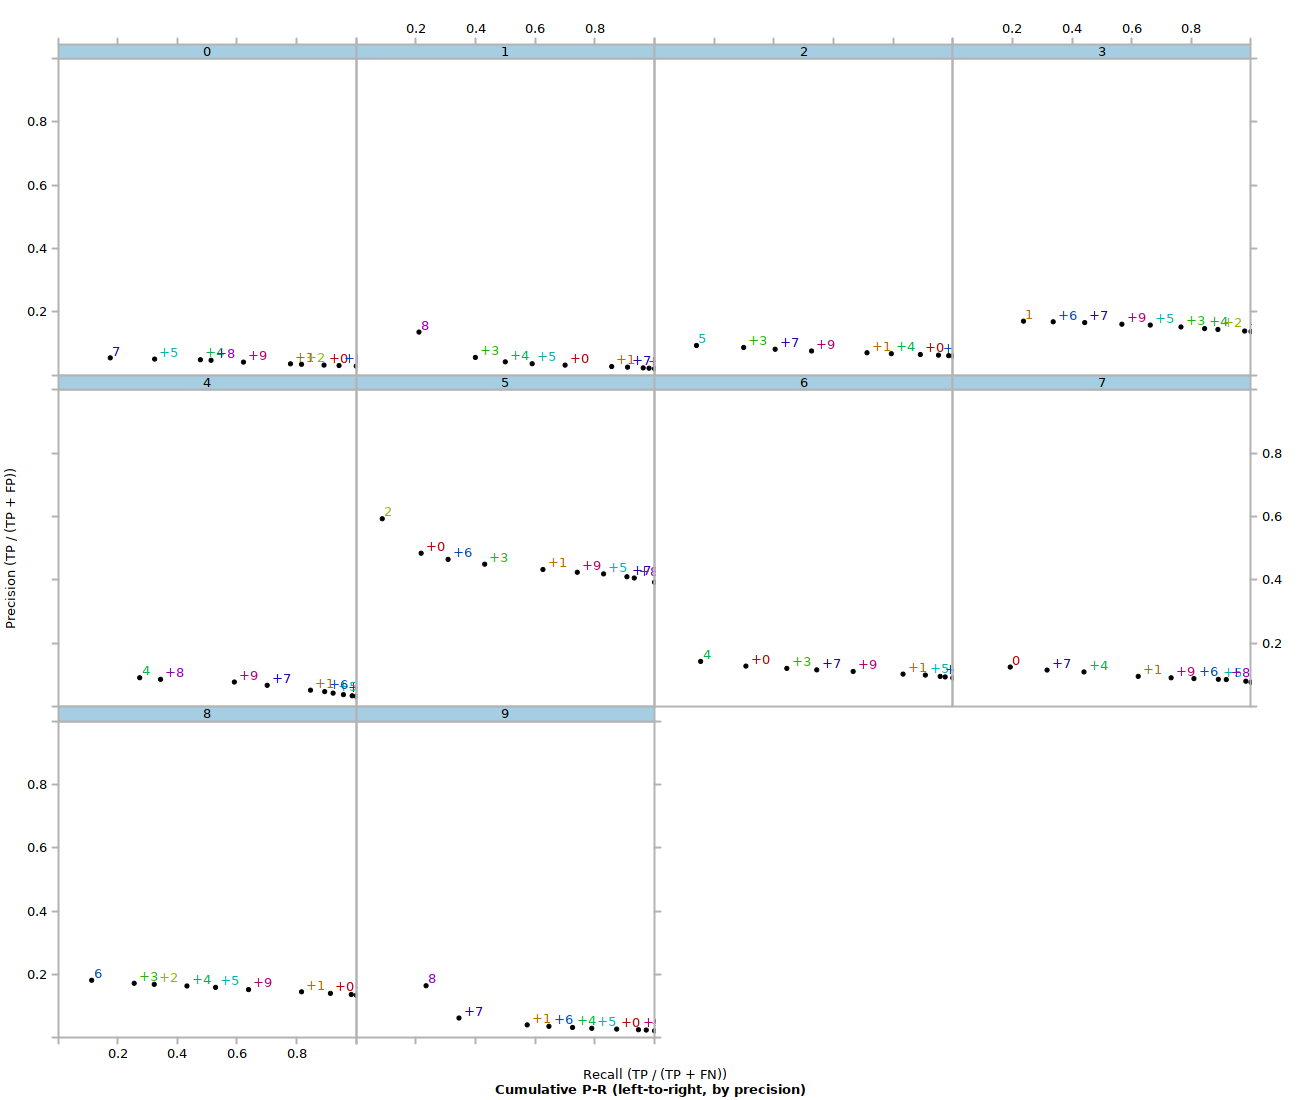 0.2 0.4 0.6 0.8 0.2 0.4 0.6 0.8
0 1 2 3
0.8
0.6
0.4
0.2
7 +5 +4 +8 +9 +1 +2 +0
8 +3 +4 +5 +0 +1 +7
5 +3 +7 +9 +1 +4 +0
1 +6 +7 +9 +5 +3 +4 +2
4 5 6 7
0.8
0.6
0.4
0.2
4 +8 +9 +7 +1 +6
2 +0 +6 +3 +1 +9 +5 +7 +8
4 +0 +3 +7 +9 +1 +5
0 +7 +4 +1 +9 +6 +5 +8
8 9
0.8
0.6
0.4
0.2
6 +3 +2 +4 +5 +9 +1 +0
8 +7 +1 +6 +4 +5 +0
0.2 0.4 0.6 0.8
Precision (TP / (TP + FP))
Recall (TP / (TP + FN))
Cumulative P-R (left-to-right, by precision)